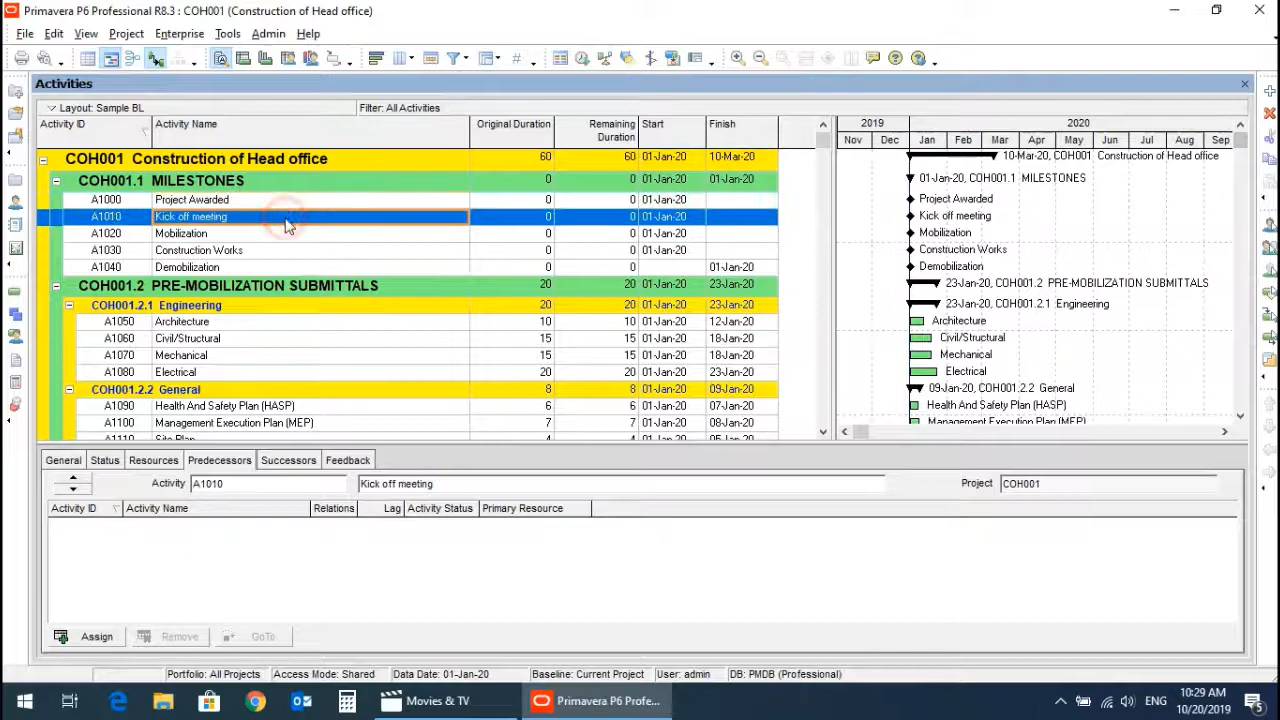 Primavera P6 Professional R8.3 : COH001 (Construction of Head office)
File Edit View Project Enterprise Tools Admin Help
Activities
Layout: Sample BL Filter: All Activities
Activity ID Activity Name Original Duration Remaining Duration Start Finish
2019 2020
Nov Dec Jan Feb Mar Apr May Jun Jul Aug Sep
COH001 Construction of Head office 60 60 01-Jan-20 10-Mar-20 10-Mar-20, COH001 Construction of Head office
COH001.1 MILESTONES 0 0 01-Jan-20 01-Jan-20 01-Jan-20, COH001.1 MILESTONES
A1000 Project Awarded 0 0 01-Jan-20 Project Awarded
A1010 Kick off meeting 0 0 01-Jan-20 Kick off meeting
A1020 Mobilization 0 0 01-Jan-20 Mobilization
A1030 Construction Works 0 0 01-Jan-20 Construction Works
A1040 Demobilization 0 0 01-Jan-20 Demobilization
COH001.2 PRE-MOBILIZATION SUBMITTALS 20 20 01-Jan-20 23-Jan-20 23-Jan-20, COH001.2 PRE-MOBILIZATION SUBMITTALS
COH001.2.1 Engineering 20 20 01-Jan-20 23-Jan-20 23-Jan-20, COH001.2.1 Engineering
A1050 Architecture 10 10 01-Jan-20 12-Jan-20 Architecture
A1060 Civil/Structural 15 15 01-Jan-20 18-Jan-20 Civil/Structural
A1070 Mechanical 15 15 01-Jan-20 18-Jan-20 Mechanical
A1080 Electrical 20 20 01-Jan-20 23-Jan-20 Electrical
COH001.2.2 General 8 8 01-Jan-20 09-Jan-20 09-Jan-20, COH001.2.2 General
A1090 Health And Safety Plan (HASP) 6 6 01-Jan-20 07-Jan-20 Health And Safety Plan (HASP)
A1100 Management Execution Plan (MEP) 7 7 01-Jan-20 08-Jan-20 Management Execution Plan (MEP)
A1110 Site Plan 4 4 01-Jan-20
General Status Resources Predecessors Successors Feedback
Activity A1010 Kick off meeting Project COH001
Activity ID Activity Name Relations Lag Activity Status Primary Resource
Assign Remove GoTo
Portfolio: All Projects Access Mode: Shared Data Date: 01-Jan-20 Baseline: Current Project User: admin DB: PMDB (Professional)
Movies & TV Primavera P6 Profe... ENG 10:29 AM
10/20/2019 5